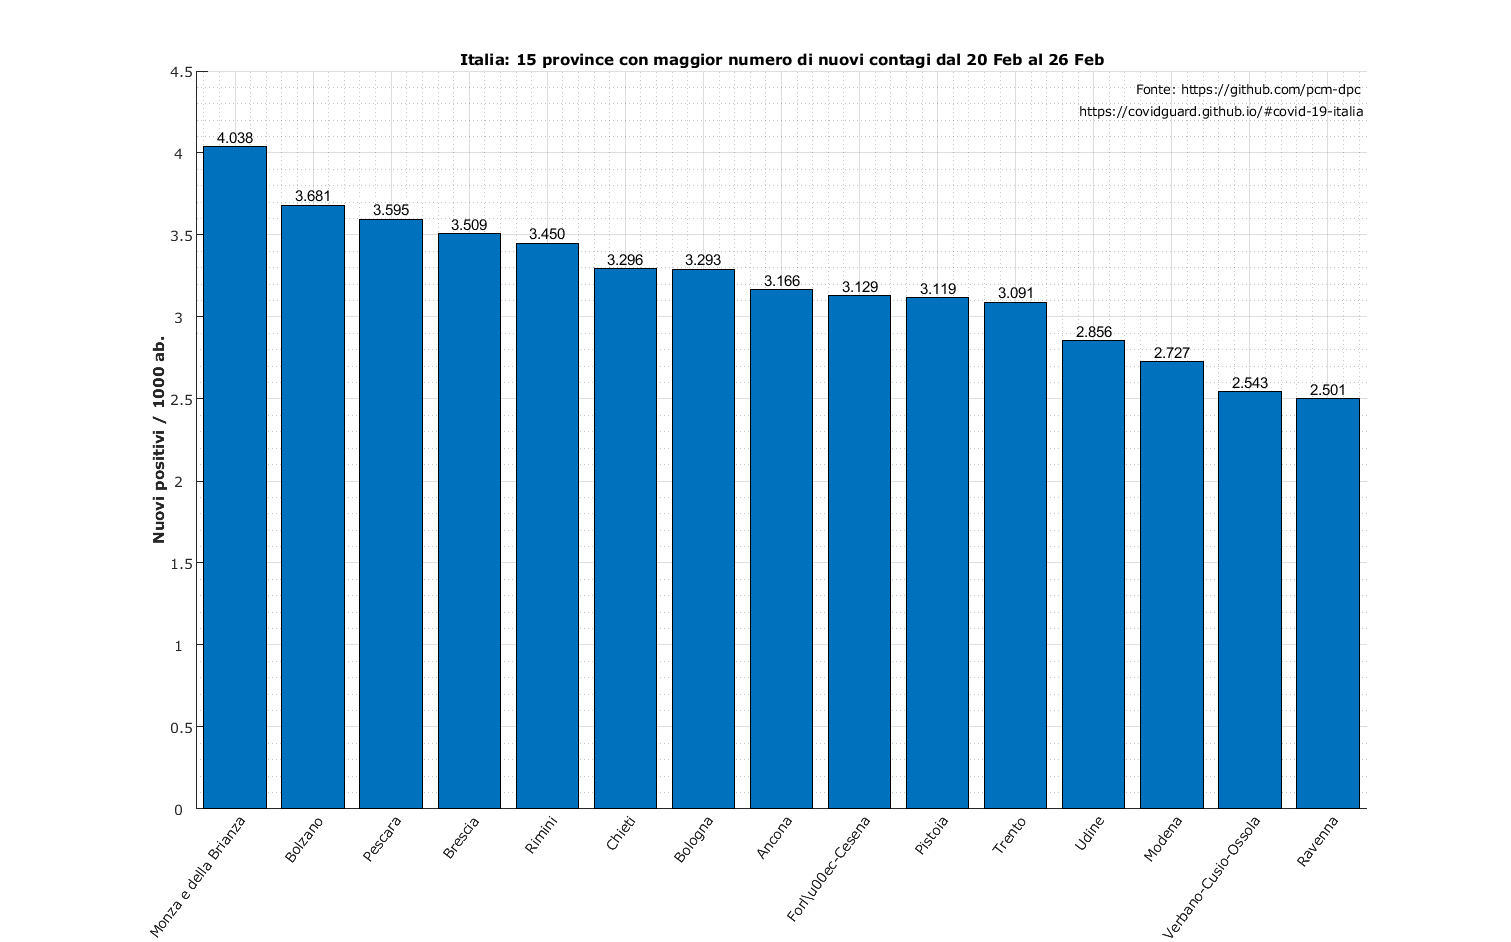 Italia: 15 province con maggior numero di nuovi contagi dal 20 Feb al 26 Feb
Fonte: https://github.com/pcm-dpc
https://covidguard.github.io/#covid-19-italia
Nuovi positivi / 1000 ab.
4.5
4
3.5
3
2.5
2
1.5
1
0.5
0
4.038
3.681
3.595
3.509
3.450
3.296
3.293
3.166
3.129
3.119
3.091
2.856
2.727
2.543
2.501
Monza e della Brianza
Bolzano
Pescara
Brescia
Rimini
Chieti
Bologna
Ancona
Forl\u00ec-Cesena
Pistoia
Trento
Udine
Modena
Verbano-Cusio-Ossola
Ravenna